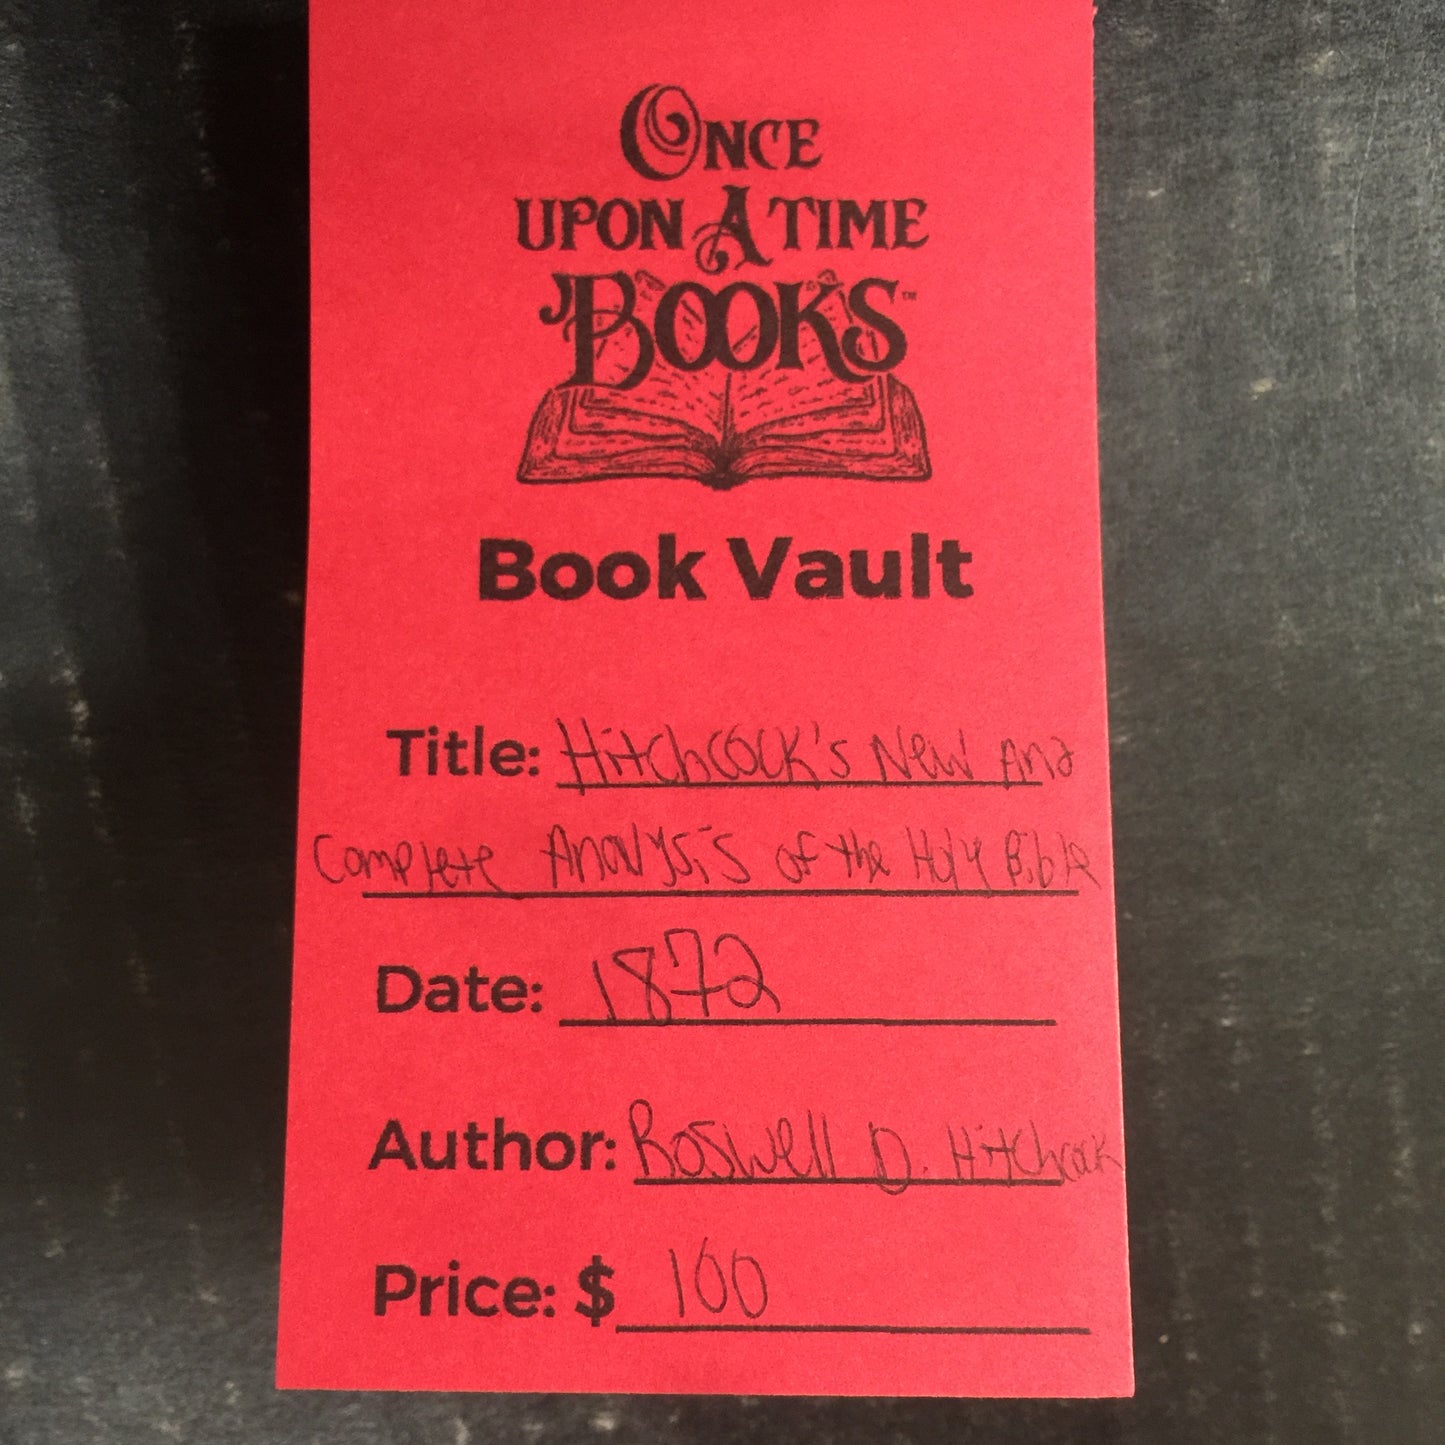 ONCE
UPON A TIME
BOOKS™
Book Vault
Title: Hitchcock's New And
Complete Analysis of the Holy Bible
Date: 1872
Author: Roswell D. Hitchcock
Price: $ 100